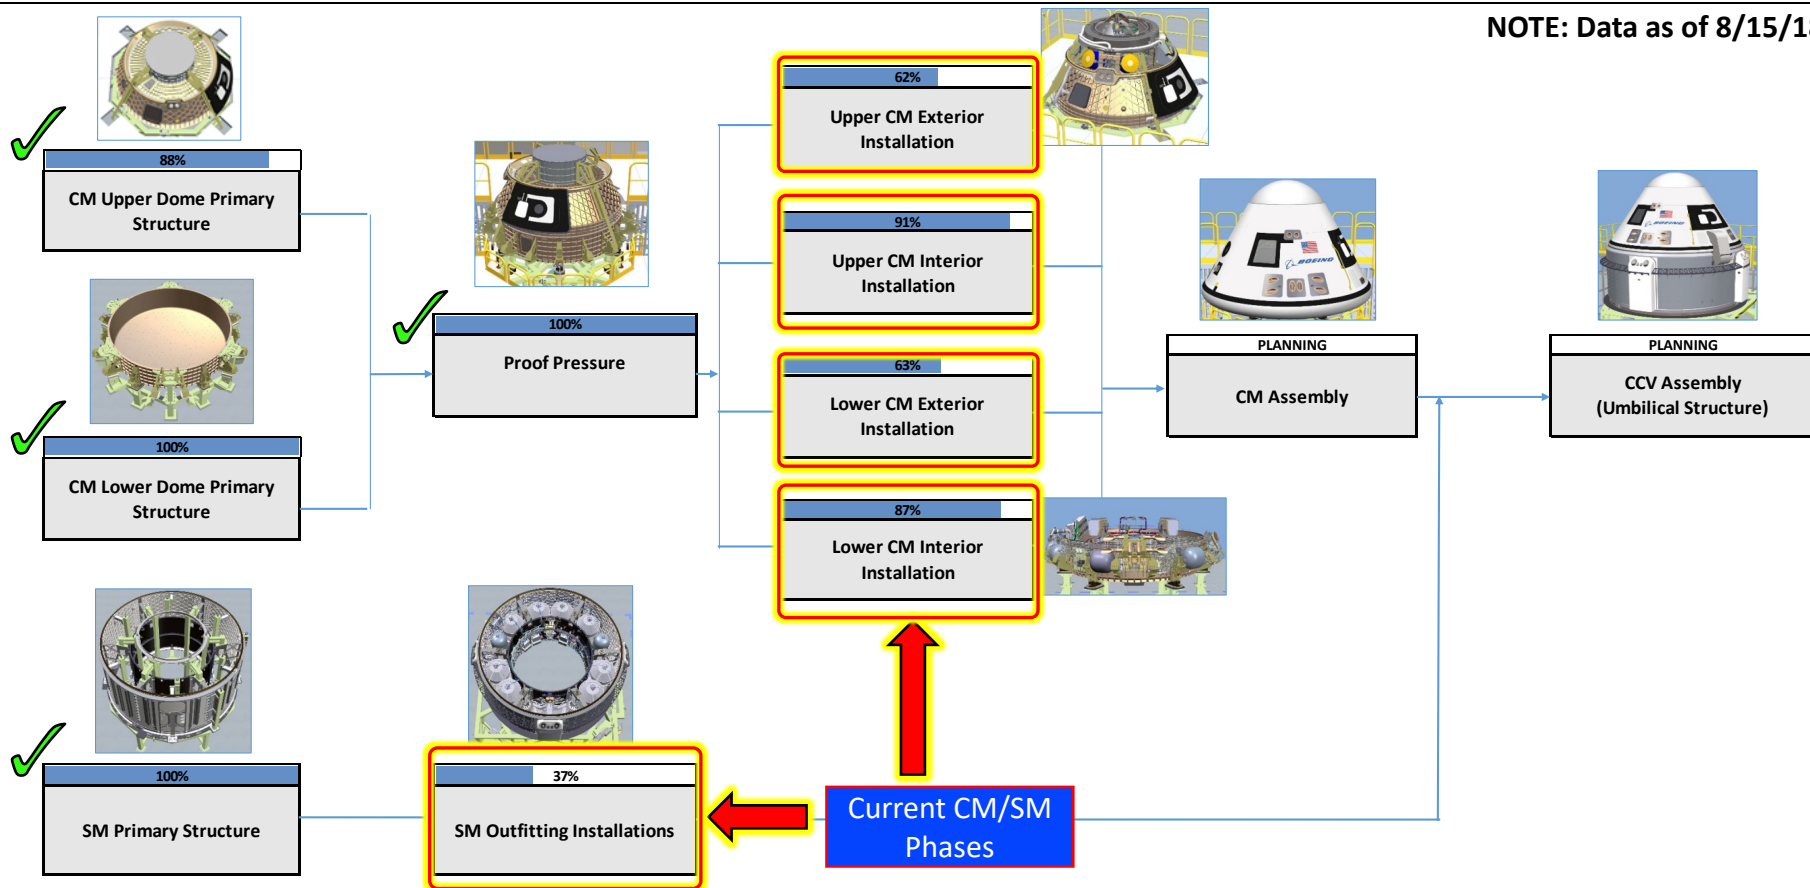 NOTE: Data as of 8/15/18
88%
CM Upper Dome Primary
Structure
100%
CM Lower Dome Primary
Structure
100%
Proof Pressure
62%
Upper CM Exterior
Installation
91%
Upper CM Interior
Installation
63%
Lower CM Exterior
Installation
87%
Lower CM Interior
Installation
BOEING
PLANNING
CM Assembly
BOEING
PLANNING
CCV Assembly
(Umbilical Structure)
100%
SM Primary Structure
37%
SM Outfitting Installations
Current CM/SM
Phases